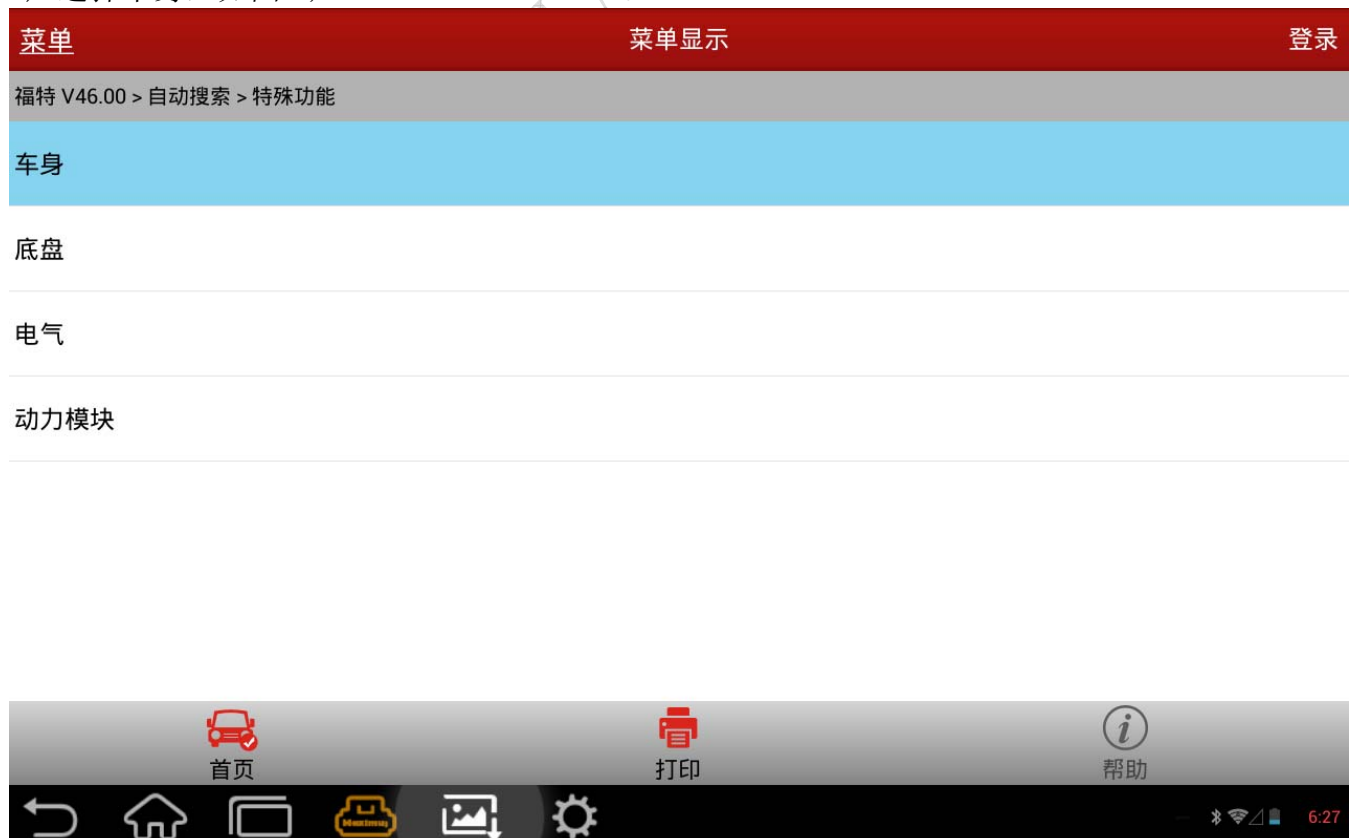 菜单 菜单显示 登录
福特 V46.00 > 自动搜索 > 特殊功能
车身
底盘
电气
动力模块
首页 打印 帮助
6:27